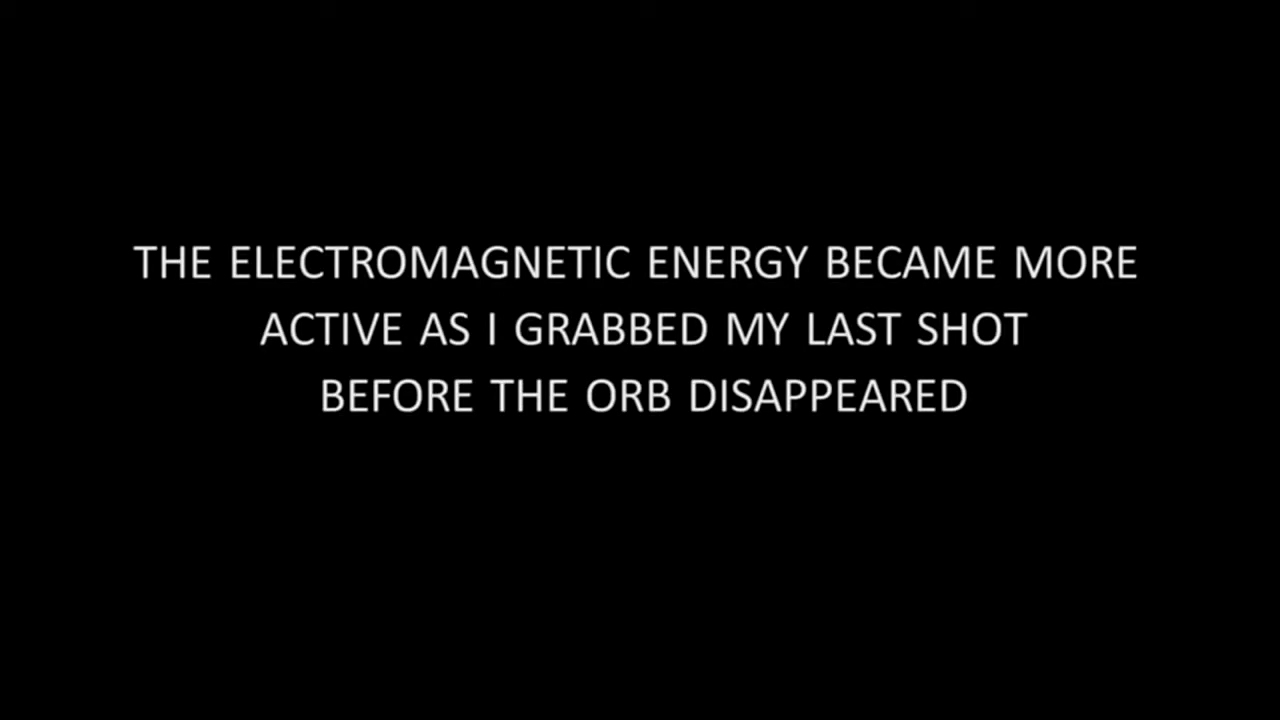 THE ELECTROMAGNETIC ENERGY BECAME MORE
ACTIVE AS I GRABBED MY LAST SHOT
BEFORE THE ORB DISAPPEARED